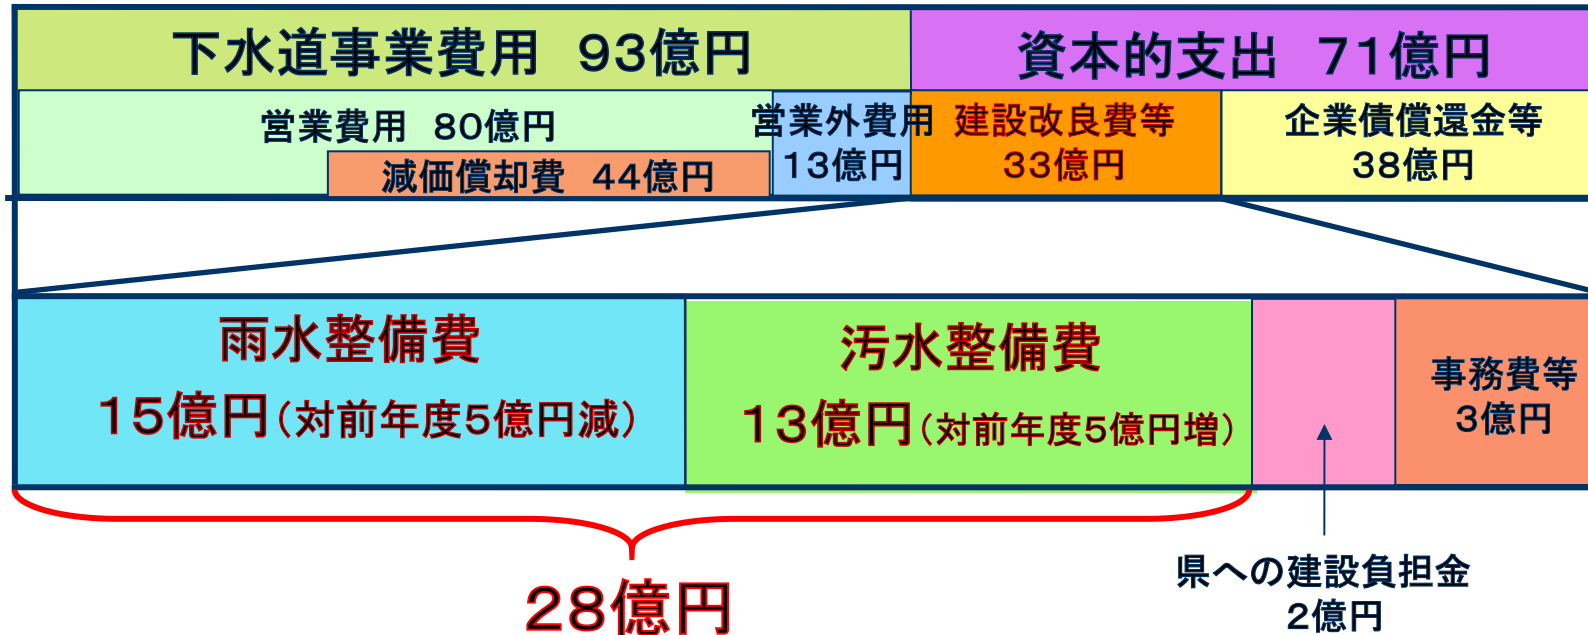 下水道事業費用　93億円
資本的支出　71億円
営業費用　80億円
減価償却費　44億円
営業外費用
13億円
建設改良費等
33億円
企業債償還金等
38億円
雨水整備費
15億円（対前年度5億円減）
汚水整備費
13億円（対前年度5億円増）
事務費等
3億円
県への建設負担金
2億円
28億円